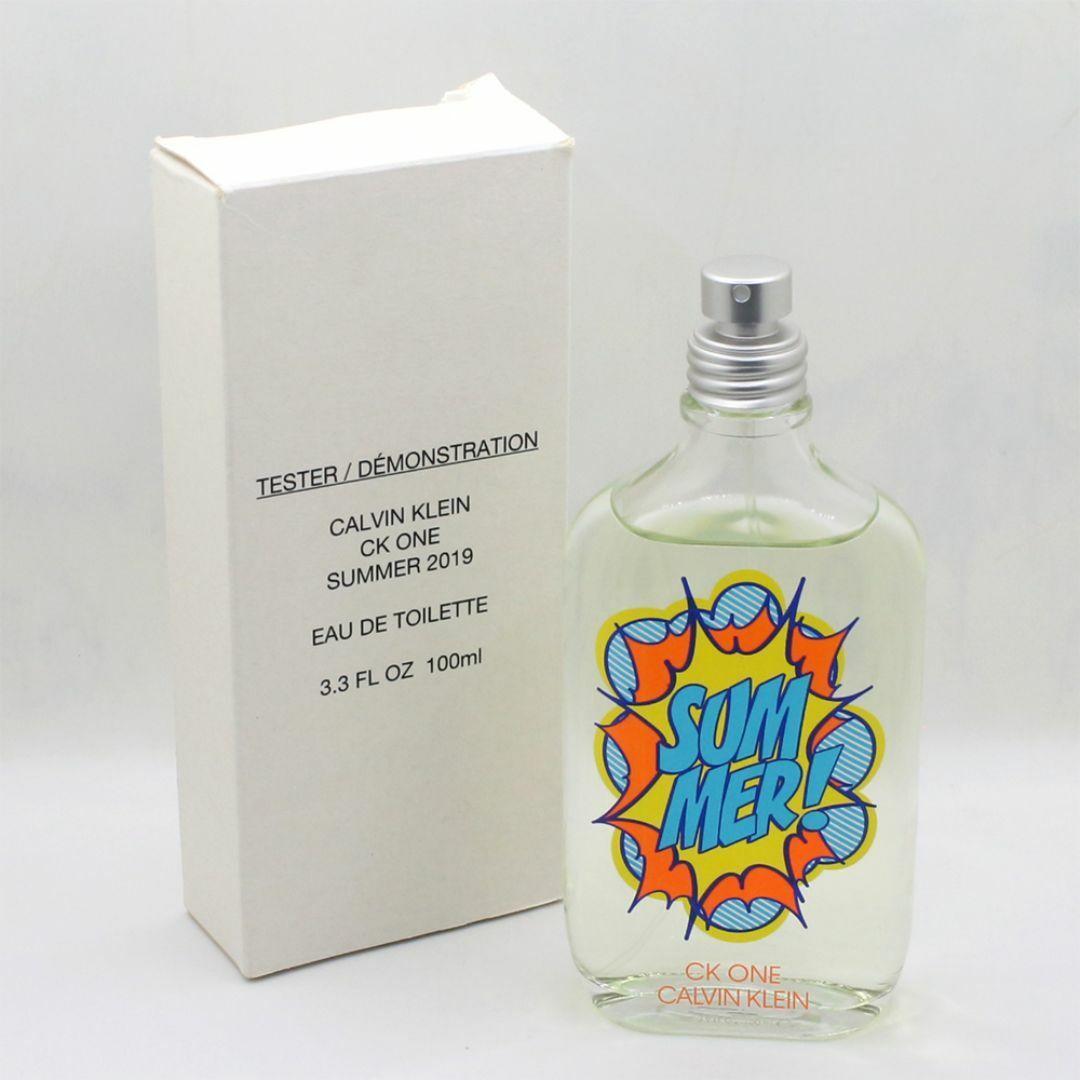 TESTER / DÉMONSTRATION
CALVIN KLEIN
CK ONE
SUMMER 2019
EAU DE TOILETTE
3.3 FL OZ 100ml
SUM
MER!
CK ONE
CALVIN KLEIN